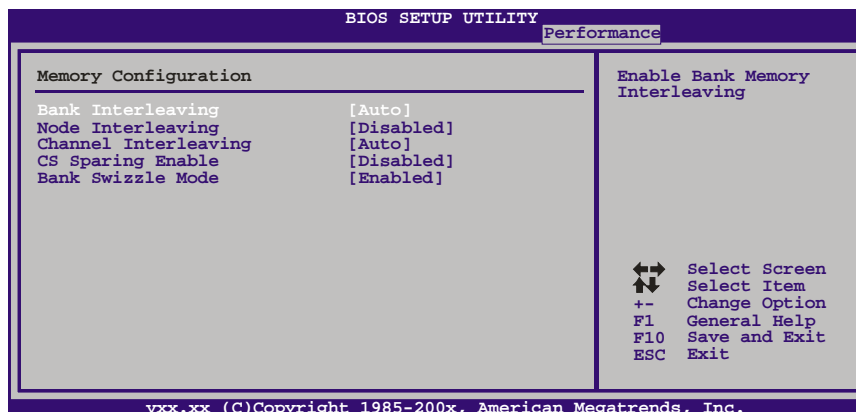 BIOS SETUP UTILITY
Performance
Memory Configuration
Bank Interleaving [Auto]
Node Interleaving [Disabled]
Channel Interleaving [Auto]
CS Sparing Enable [Disabled]
Bank Swizzle Mode [Enabled]
Enable Bank Memory
Interleaving
Select Screen
Select Item
+- Change Option
F1 General Help
F10 Save and Exit
ESC Exit
vxx.xx (C)Copyright 1985-200x, American Megatrends, Inc.